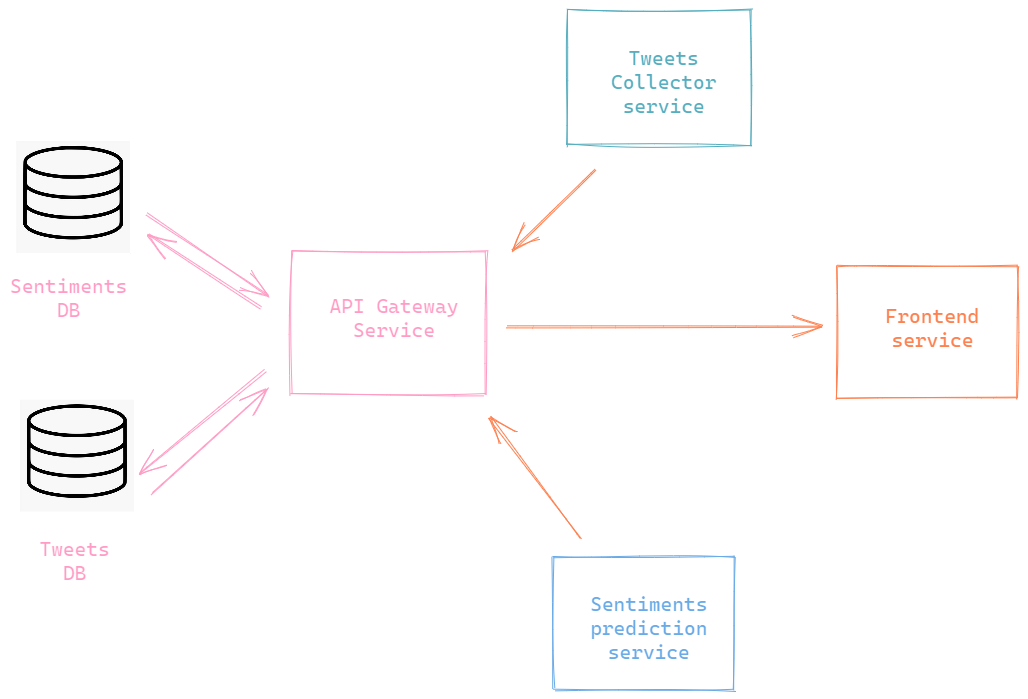 Tweets
Collector
service
Sentiments
DB
API Gateway
Service
Frontend
service
Tweets
DB
Sentiments
prediction
service